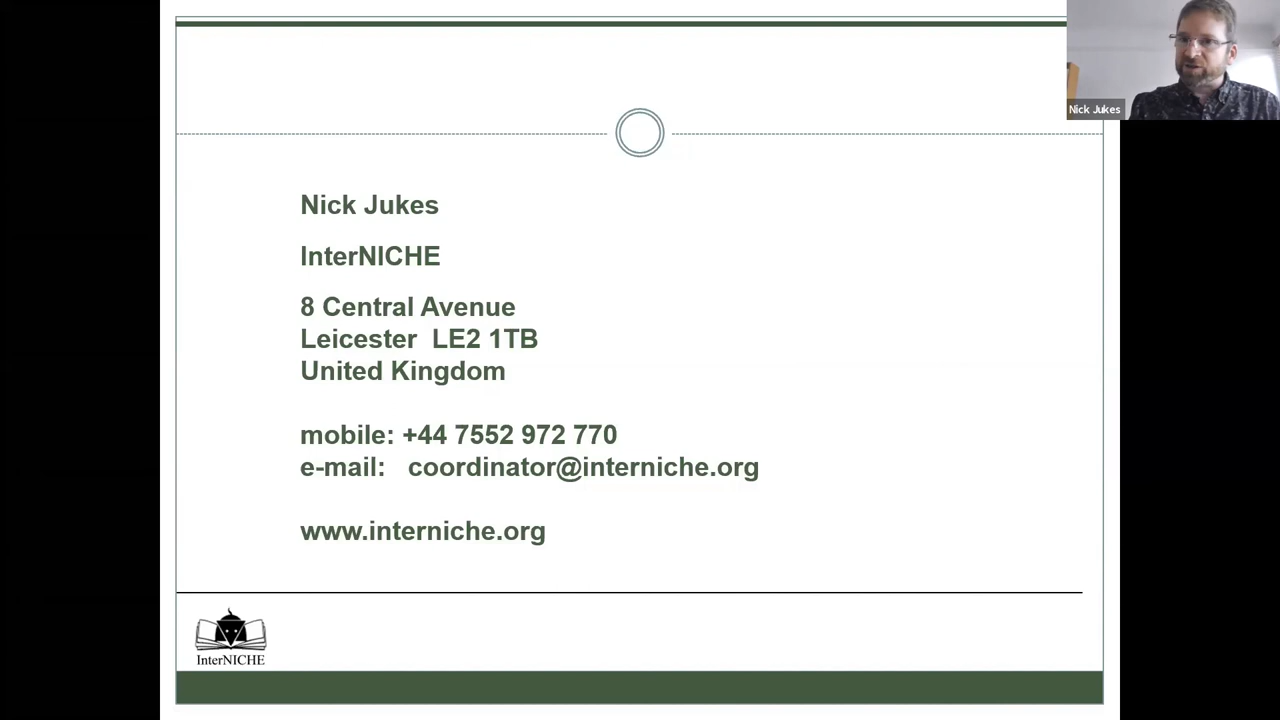 Nick Jukes
Nick Jukes
InterNICHE
8 Central Avenue
Leicester  LE2 1TB
United Kingdom
mobile: +44 7552 972 770
e-mail:   coordinator@interniche.org
www.interniche.org
InterNICHE